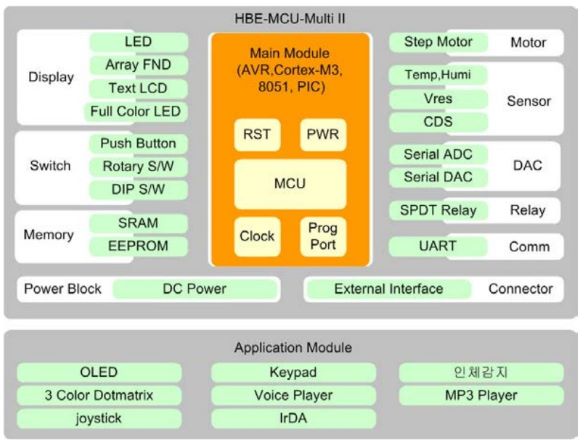 HBE-MCU-Multi II
Display
LED
Array FND
Text LCD
Full Color LED
Switch
Push Button
Rotary S/W
DIP S/W
Memory
SRAM
EEPROM
Main Module
(AVR,Cortex-M3,
8051, PIC)
RST
PWR
MCU
Clock
Prog
Port
Step Motor
Motor
Temp,Humi
Vres
CDS
Sensor
Serial ADC
Serial DAC
DAC
SPDT Relay
Relay
UART
Comm
Power Block
DC Power
External Interface
Connector
Application Module
OLED
Keypad
인체감지
3 Color Dotmatrix
Voice Player
MP3 Player
joystick
IrDA